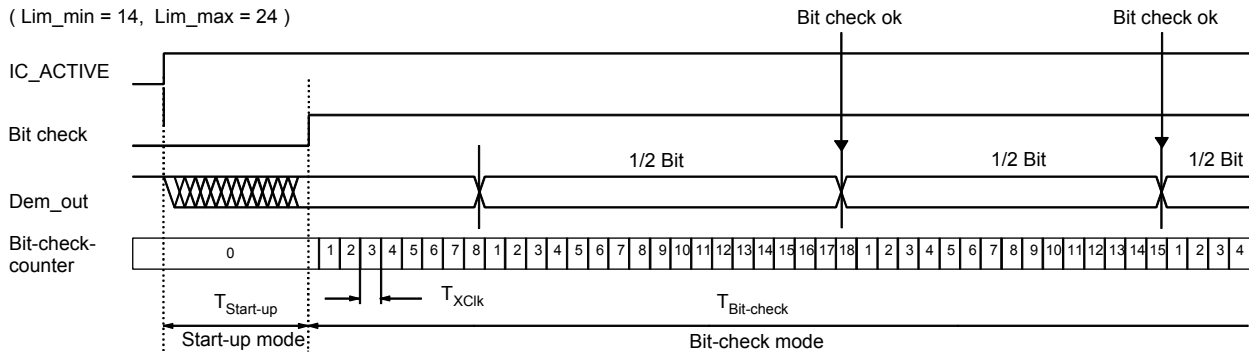 ( Lim_min = 14, Lim_max = 24 )
Bit check ok
Bit check ok
IC_ACTIVE
Bit check
1/2 Bit
1/2 Bit
1/2 Bit
Dem_out
Bit-check-
counter
0
1 2 3 4 5 6 7 8 1 2 3 4 5 6 7 8 9 10 11 12 13 14 15 16 17 18 1 2 3 4 5 6 7 8 9 10 11 12 13 14 15 1 2 3 4
TStart-up
TXClk
TBit-check
Start-up mode
Bit-check mode